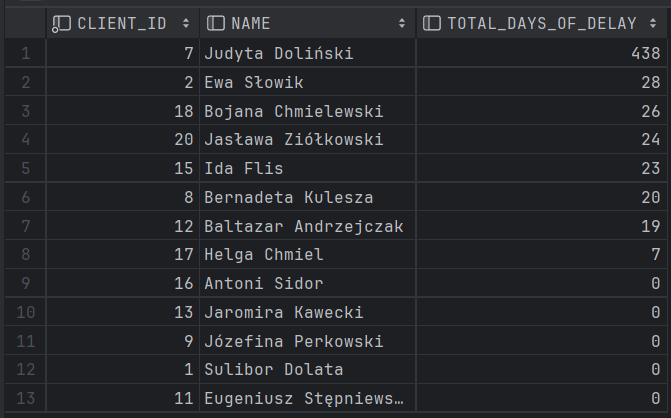 CLIENT_ID NAME TOTAL_DAYS_OF_DELAY
1 7 Judyta Doliński 438
2 2 Ewa Słowik 28
3 18 Bojana Chmielewski 26
4 20 Jasława Ziółkowski 24
5 15 Ida Flis 23
6 8 Bernadeta Kulesza 20
7 12 Baltazar Andrzejczak 19
8 17 Helga Chmiel 7
9 16 Antoni Sidor 0
10 13 Jaromira Kawecki 0
11 9 Józefina Perkowski 0
12 1 Sulibor Dolata 0
13 11 Eugeniusz Stępniews… 0